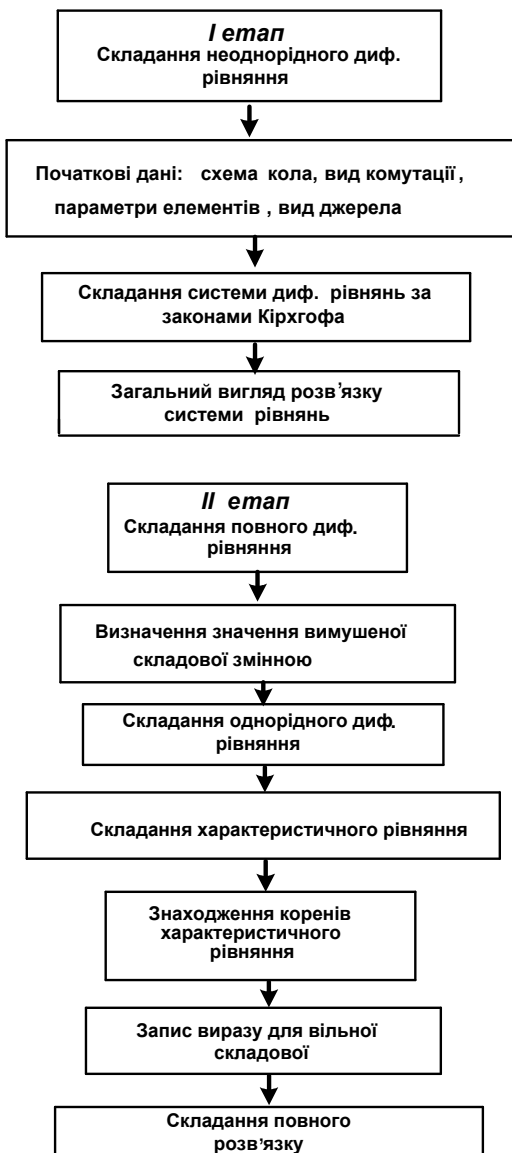 I етап
Складання неоднорідного диф.
рівняння
Початкові дані: схема кола, вид комутації,
параметри елементів, вид джерела
Складання системи диф. рівнянь за
законами Кірхгофа
Загальний вигляд розв'язку
системи рівнянь
II етап
Складання повного диф.
рівняння
Визначення значення вимушеної
складової змінною
Складання однорідного диф.
рівняння
Складання характеристичного рівняння
Знаходження коренів
характеристичного
рівняння
Запис виразу для вільної
складової
Складання повного
розв'язку